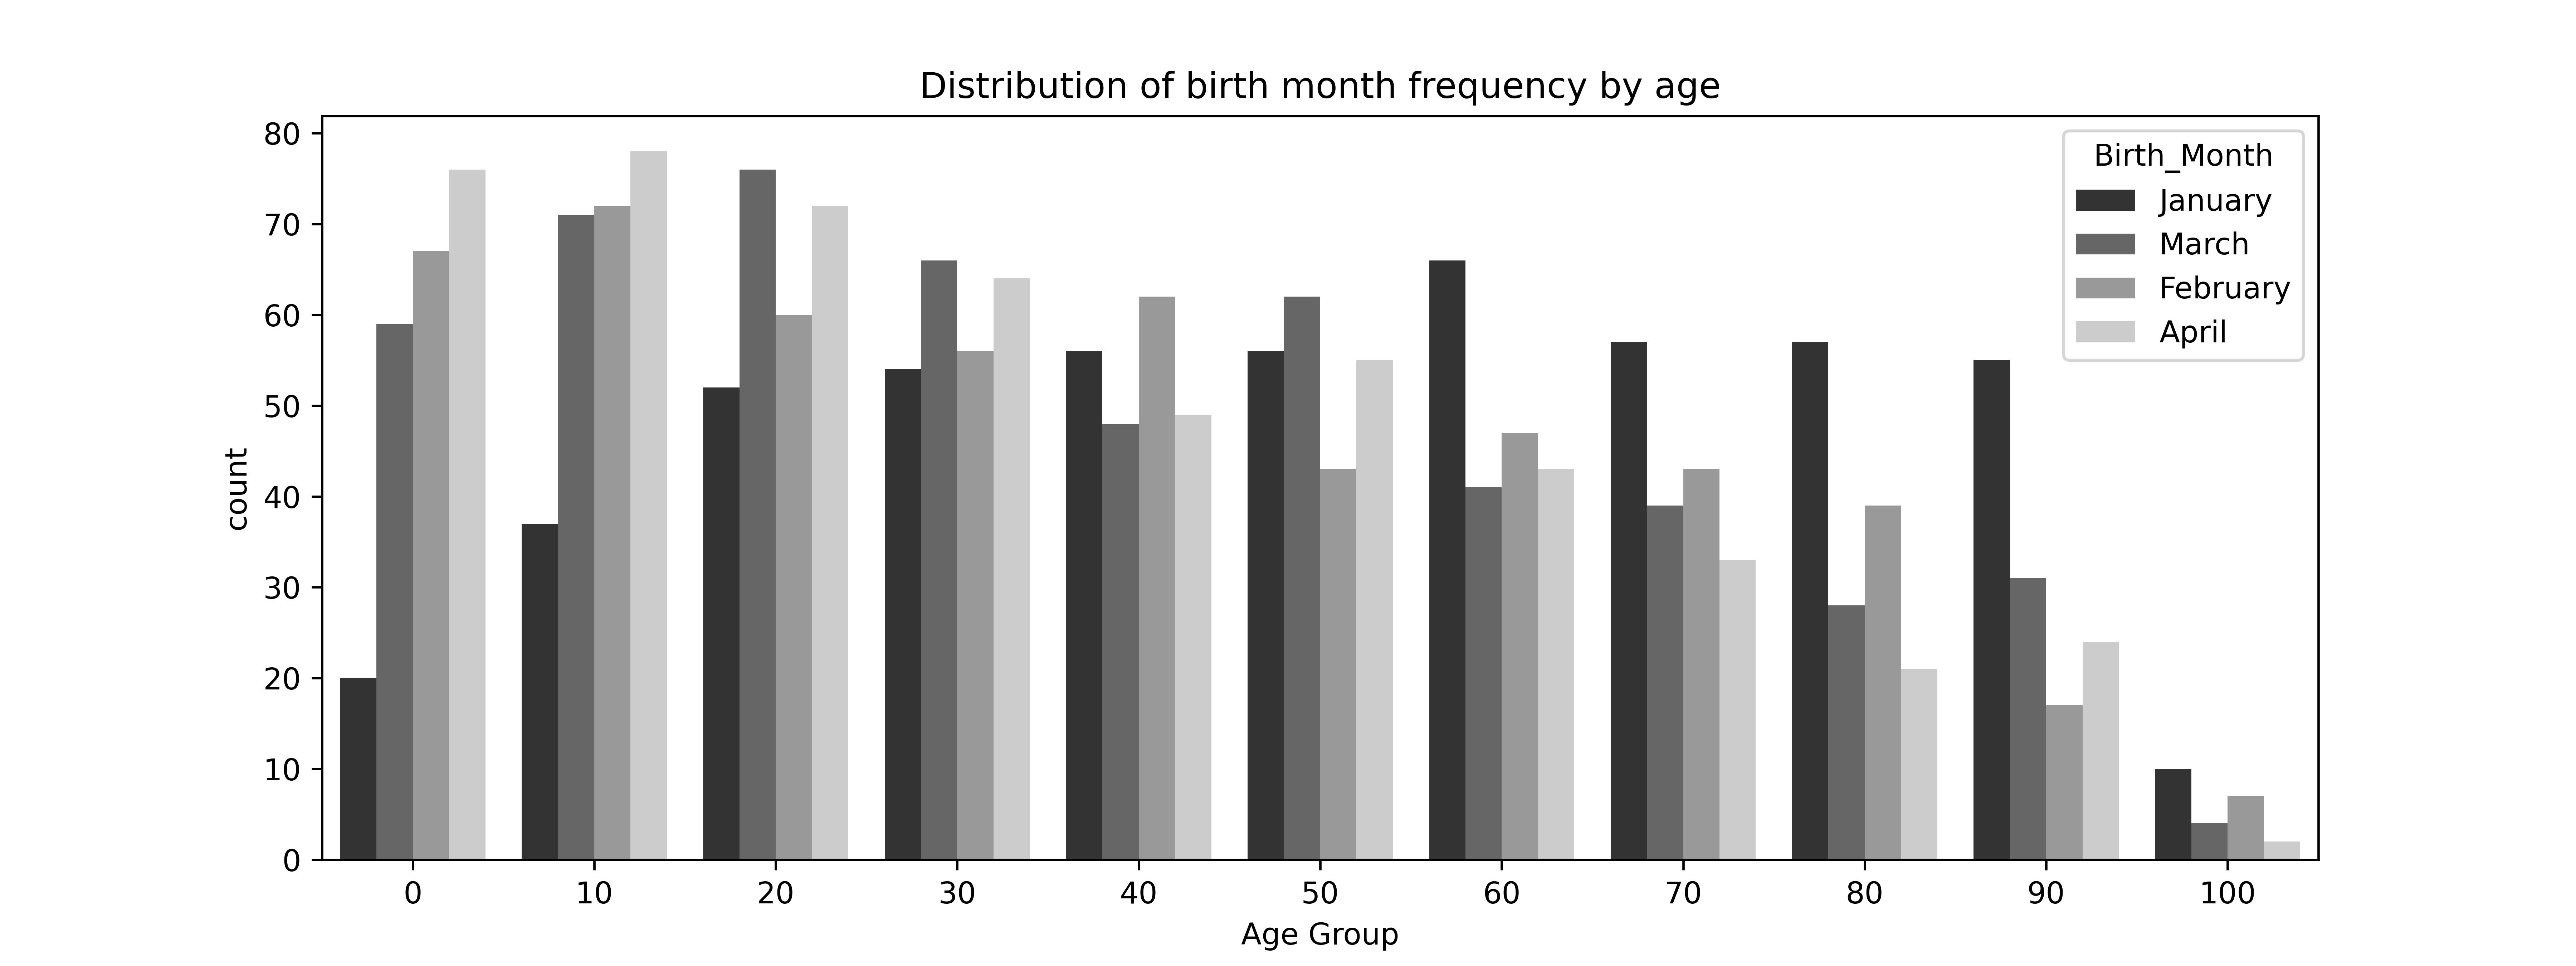 Distribution of birth month frequency by age
80
70
60
50
40
30
20
10
0
count
Birth_Month
January
March
February
April
0 10 20 30 40 50 60 70 80 90 100
Age Group